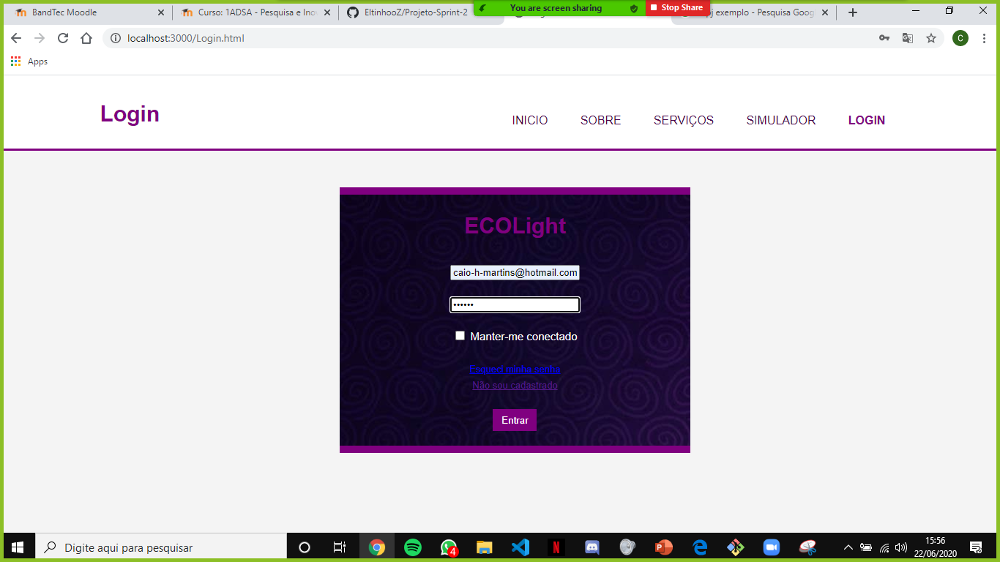 BandTec Moodle
Curso: 1ADSA - Pesquisa e Ino
EltinhooZ/Projeto-Sprint-2
You are screen sharing
Stop Share
exemplo - Pesquisa Goog
localhost:3000/Login.html
C
Apps
Login
INICIO
SOBRE
SERVIÇOS
SIMULADOR
LOGIN
ECOLight
caio-h-martins@hotmail.com
••••••
Manter-me conectado
Esqueci minha senha
Não sou cadastrado
Entrar
Digite aqui para pesquisar
4
15:56
22/06/2020